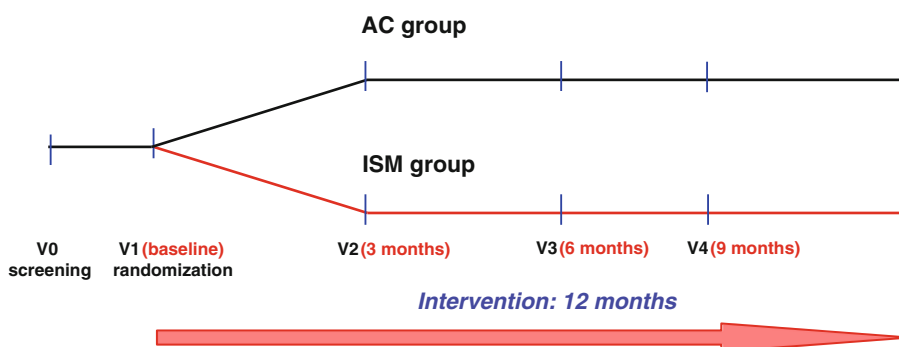 AC group
ISM group
V0 V1 (baseline) V2 (3 months) V3 (6 months) V4 (9 months)
screening randomization
Intervention: 12 months